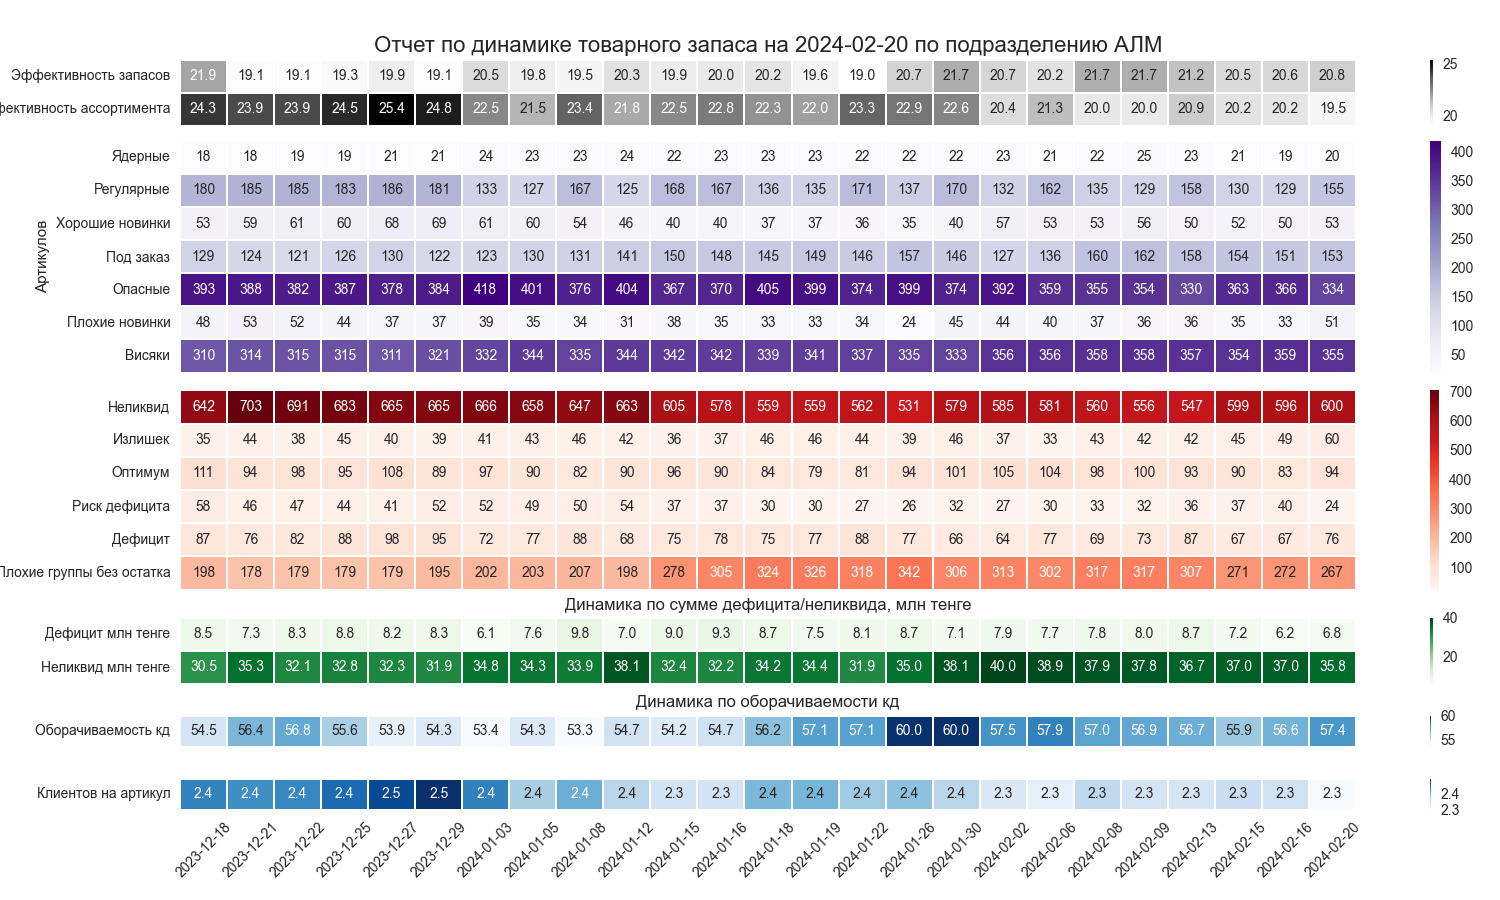 Отчет по динамике товарного запаса на 2024-02-20 по подразделению АЛМ
Эффективность запасов 21.9 19.1 19.1 19.3 19.9 19.1 20.5 19.8 19.5 20.3 19.9 20.0 20.2 19.6 19.0 20.7 21.7 20.7 20.2 21.7 21.7 21.2 20.5 20.6 20.8
фективность ассортимента 24.3 23.9 23.9 24.5 25.4 24.8 22.5 21.5 23.4 21.8 22.5 22.8 22.3 22.0 23.3 22.9 22.6 20.4 21.3 20.0 20.0 20.9 20.2 20.2 19.5
25
20
Артикулов
Ядерные 18 18 19 19 21 21 24 23 23 24 22 23 23 23 22 22 22 23 21 22 25 23 21 19 20
Регулярные 180 185 185 183 186 181 133 127 167 125 168 167 136 135 171 137 170 132 162 135 129 158 130 129 155
Хорошие новинки 53 59 61 60 68 69 61 60 54 46 40 40 37 37 36 35 40 57 53 53 56 50 52 50 53
Под заказ 129 124 121 126 130 122 123 130 131 141 150 148 145 149 146 157 146 127 136 160 162 158 154 151 153
Опасные 393 388 382 387 378 384 418 401 376 404 367 370 405 399 374 399 374 392 359 355 354 330 363 366 334
Плохие новинки 48 53 52 44 37 37 39 35 34 31 38 35 33 33 34 24 45 44 40 37 36 36 35 33 51
Висяки 310 314 315 315 311 321 332 344 335 344 342 342 339 341 337 335 333 356 356 358 358 357 354 359 355
400
350
300
250
200
150
100
50
Неликвид 642 703 691 683 665 665 666 658 647 663 605 578 559 559 562 531 579 585 581 560 556 547 599 596 600
Излишек 35 44 38 45 40 39 41 43 46 42 36 37 46 46 44 39 46 37 33 43 42 42 45 49 60
Оптимум 111 94 98 95 108 89 97 90 82 90 96 90 84 79 81 94 101 105 104 98 100 93 90 83 94
Риск дефицита 58 46 47 44 41 52 52 49 50 54 37 37 30 30 27 26 32 27 30 33 32 36 37 40 24
Дефицит 87 76 82 88 98 95 72 77 88 68 75 78 75 77 88 77 66 64 77 69 73 87 67 67 76
Плохие группы без остатка 198 178 179 179 179 195 202 203 207 198 278 305 324 326 318 342 306 313 302 317 317 307 271 272 267
700
600
500
400
300
200
100
Динамика по сумме дефицита/неликвида, млн тенге
Дефицит млн тенге 8.5 7.3 8.3 8.8 8.2 8.3 6.1 7.6 9.8 7.0 9.0 9.3 8.7 7.5 8.1 8.7 7.1 7.9 7.7 7.8 8.0 8.7 7.2 6.2 6.8
Неликвид млн тенге 30.5 35.3 32.1 32.8 32.3 31.9 34.8 34.3 33.9 38.1 32.4 32.2 34.2 34.4 31.9 35.0 38.1 40.0 38.9 37.9 37.8 36.7 37.0 37.0 35.8
40
20
Динамика по оборачиваемости кд
Оборачиваемость кд 54.5 56.4 56.8 55.6 53.9 54.3 53.4 54.3 53.3 54.7 54.2 54.7 56.2 57.1 57.1 60.0 60.0 57.5 57.9 57.0 56.9 56.7 55.9 56.6 57.4
60
55
Клиентов на артикул 2.4 2.4 2.4 2.4 2.5 2.5 2.4 2.4 2.4 2.4 2.3 2.3 2.4 2.4 2.4 2.4 2.4 2.3 2.3 2.3 2.3 2.3 2.3 2.3 2.3
2.4
2.3
2023-12-18 2023-12-21 2023-12-22 2023-12-25 2023-12-27 2023-12-29 2024-01-03 2024-01-05 2024-01-08 2024-01-12 2024-01-15 2024-01-16 2024-01-18 2024-01-19 2024-01-22 2024-01-26 2024-01-30 2024-02-02 2024-02-06 2024-02-08 2024-02-09 2024-02-13 2024-02-15 2024-02-16 2024-02-20